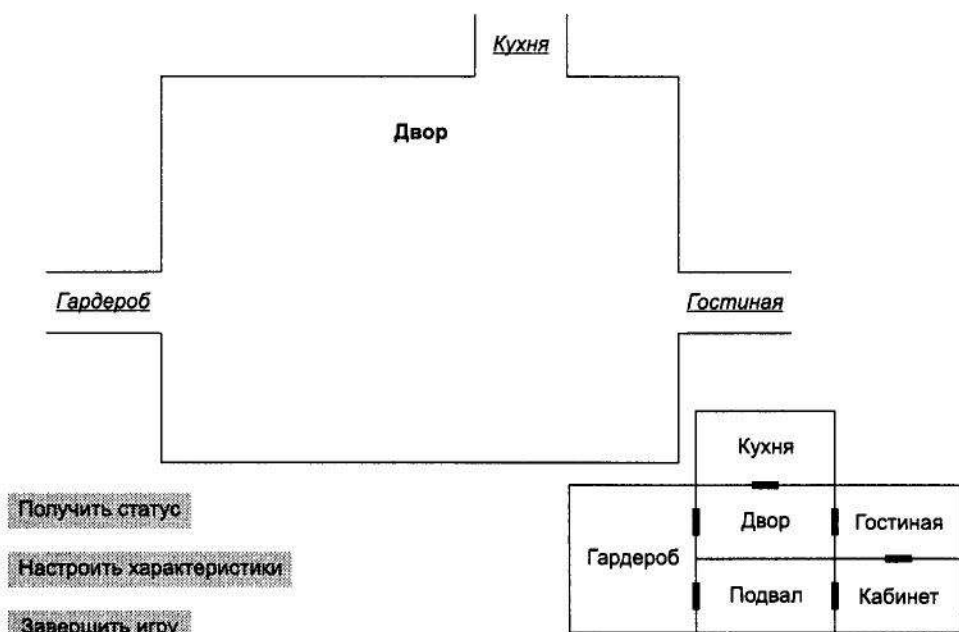 Кухня
Двор
Гардероб
Гостиная
Кухня
Получить статус
Двор
Гостиная
Гардероб
Настроить характеристики
Подвал
Кабинет
Завершить игру